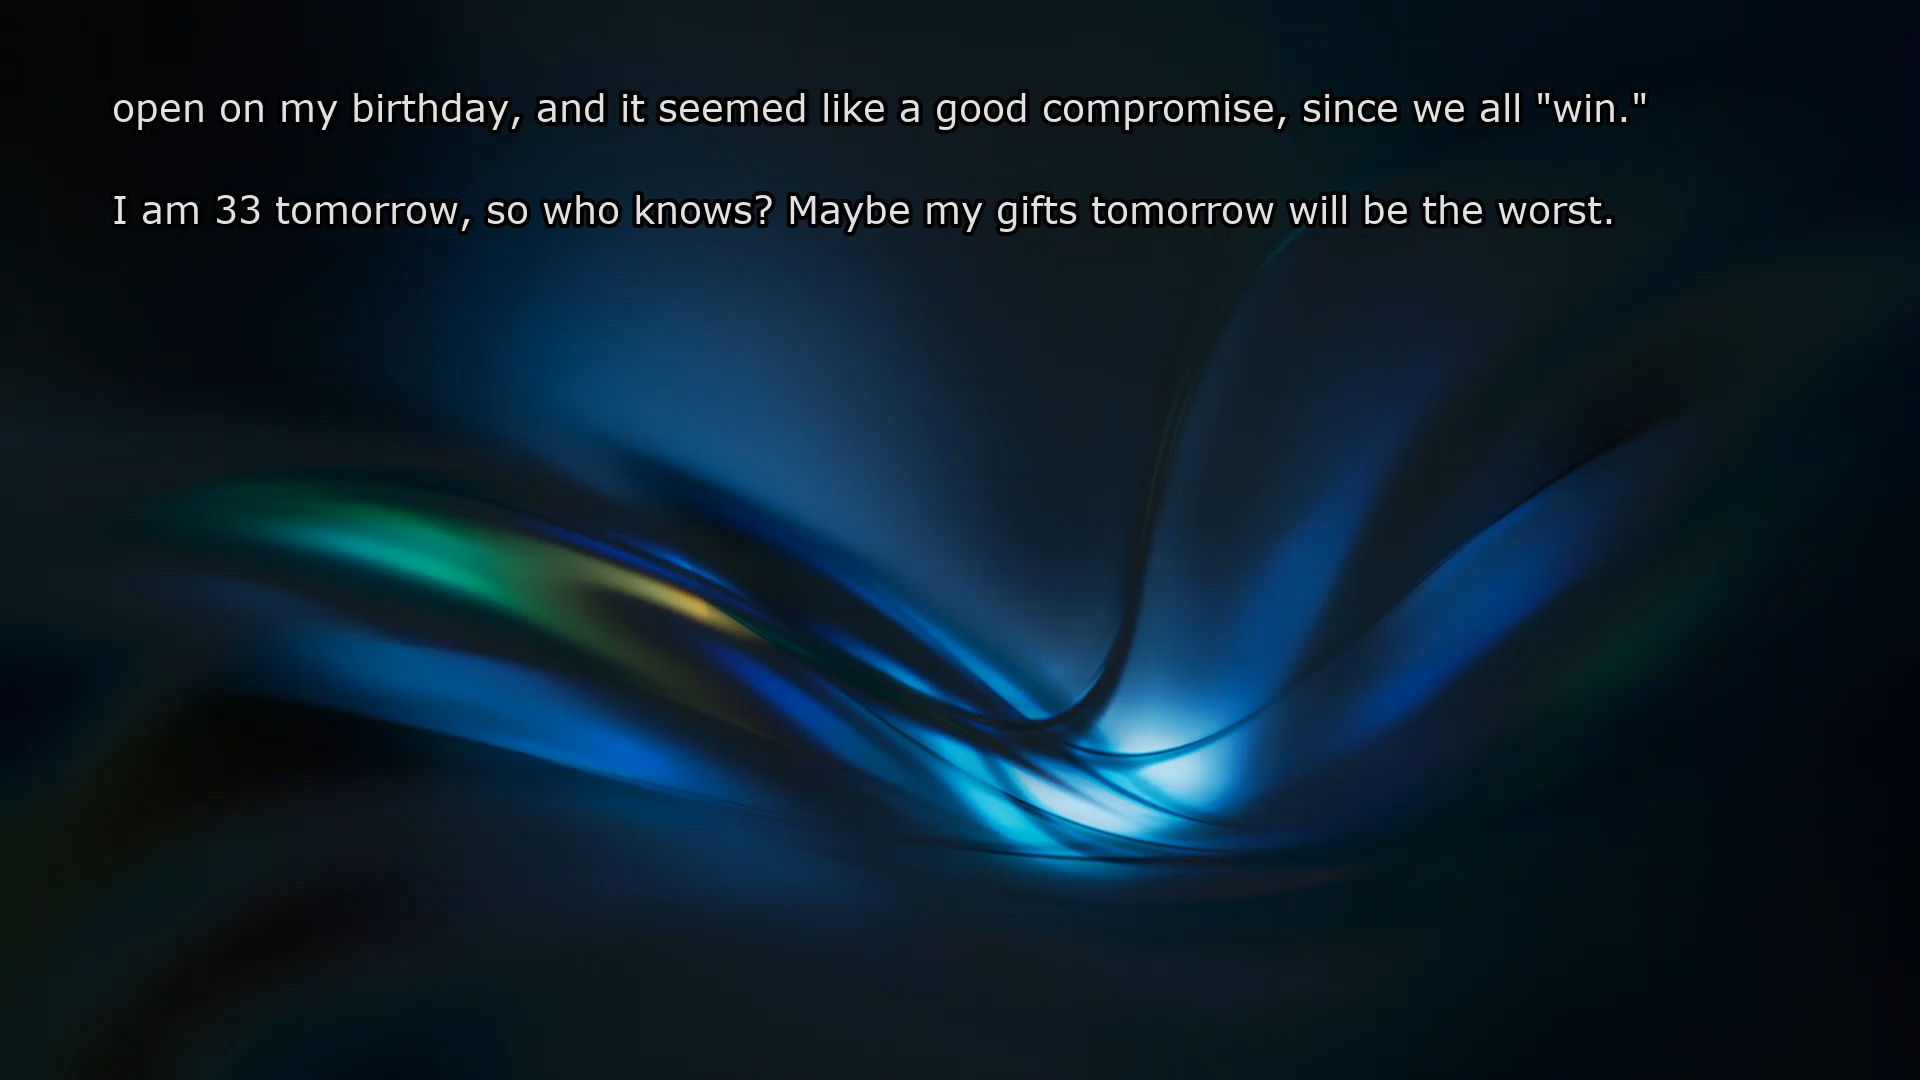 open on my birthday, and it seemed like a good compromise, since we all "win."
I am 33 tomorrow, so who knows? Maybe my gifts tomorrow will be the worst.